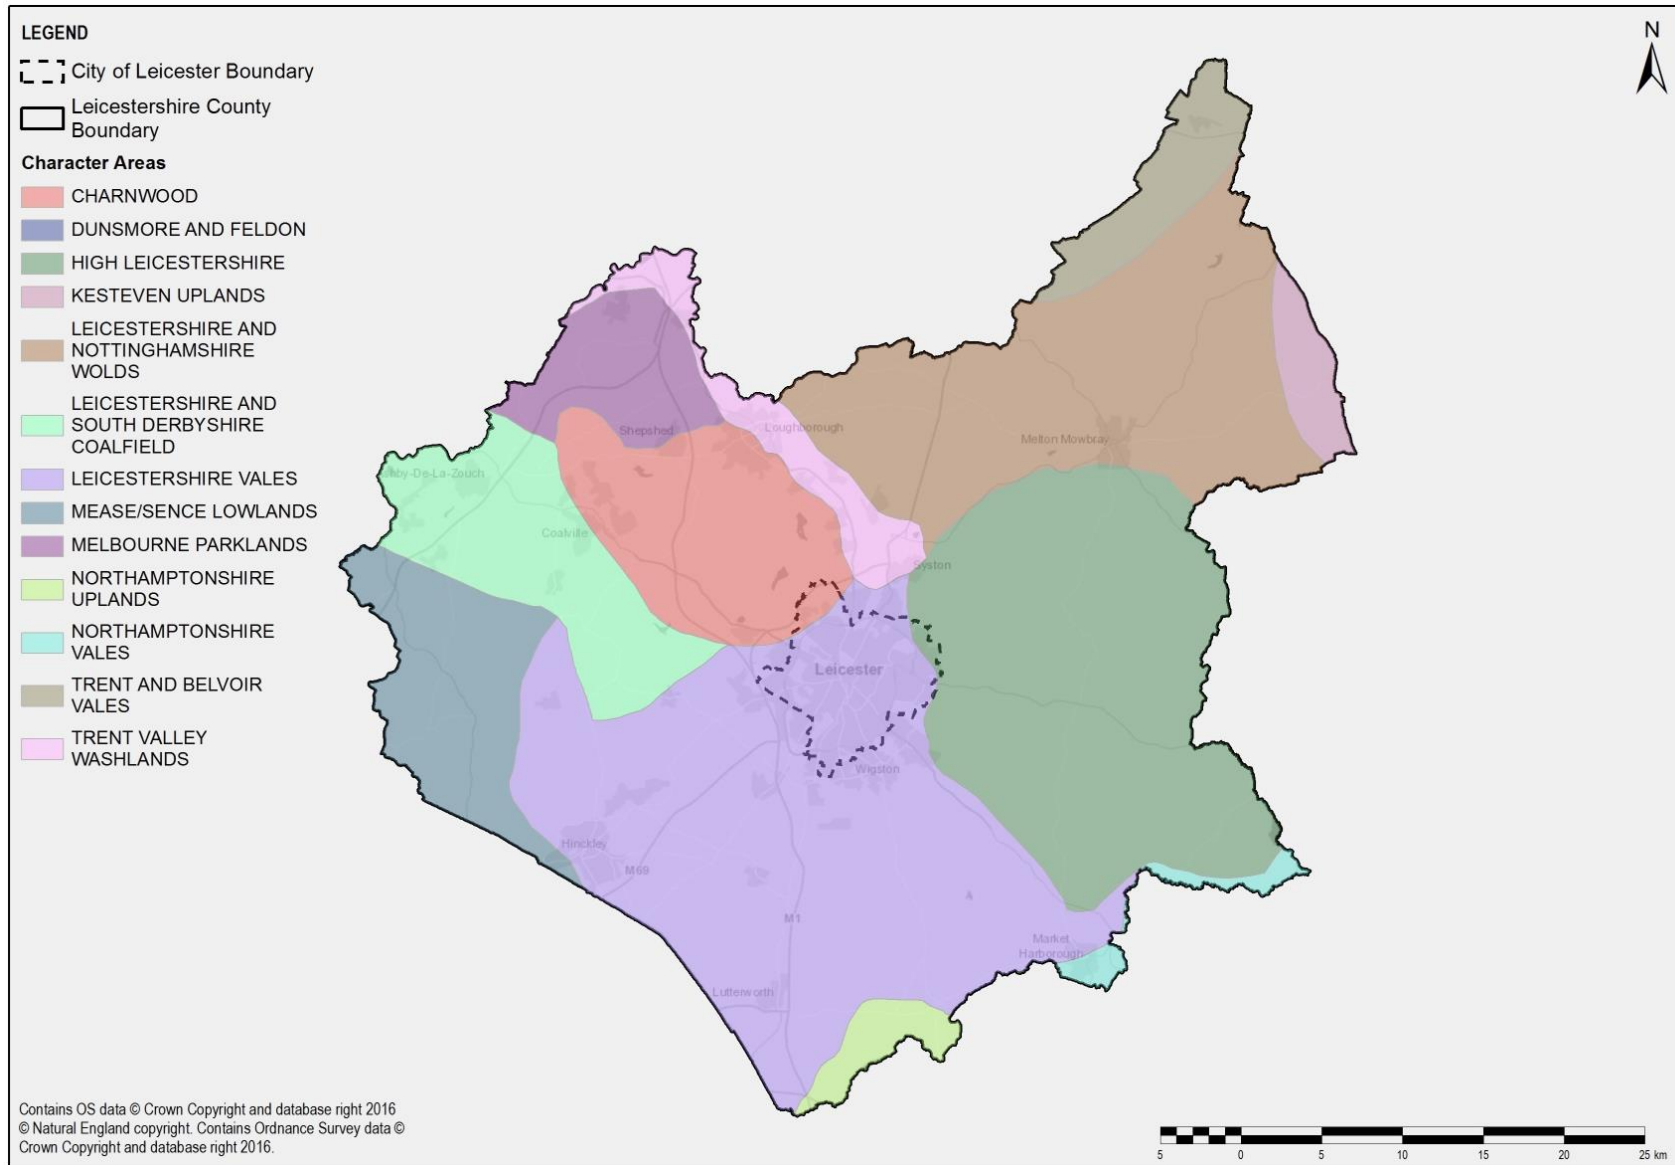 LEGEND
City of Leicester Boundary
Leicestershire County
Boundary
Character Areas
CHARNWOOD
DUNSMORE AND FELDON
HIGH LEICESTERSHIRE
KESTEVEN UPLANDS
LEICESTERSHIRE AND
NOTTINGHAMSHIRE
WOLDS
LEICESTERSHIRE AND
SOUTH DERBYSHIRE
COALFIELD
LEICESTERSHIRE VALES
MEASE/SENCE LOWLANDS
MELBOURNE PARKLANDS
NORTHAMPTONSHIRE
UPLANDS
NORTHAMPTONSHIRE
VALES
TRENT AND BELVOIR
VALES
TRENT VALLEY
WASHLANDS
N
Shepshed
Loughborough
Melton Mowbray
Ashby-De-La-Zouch
Coalville
Syston
Leicester
Wigston
Hinckley
M69
M1
Market
Harborough
Lutterworth
Contains OS data © Crown Copyright and database right 2016
© Natural England copyright. Contains Ordnance Survey data ©
Crown Copyright and database right 2016.
5 0 5 10 15 20 25 km